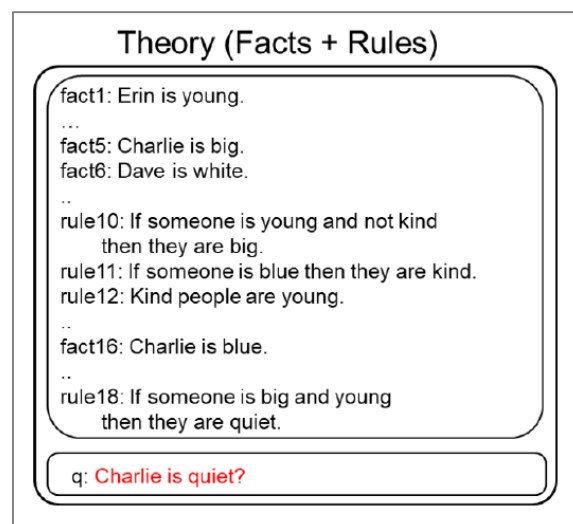 Theory (Facts + Rules)
fact1: Erin is young.
...
fact5: Charlie is big.
fact6: Dave is white.
..
rule10: If someone is young and not kind
then they are big.
rule11: If someone is blue then they are kind.
rule12: Kind people are young.
..
fact16: Charlie is blue.
..
rule18: If someone is big and young
then they are quiet.
q: Charlie is quiet?